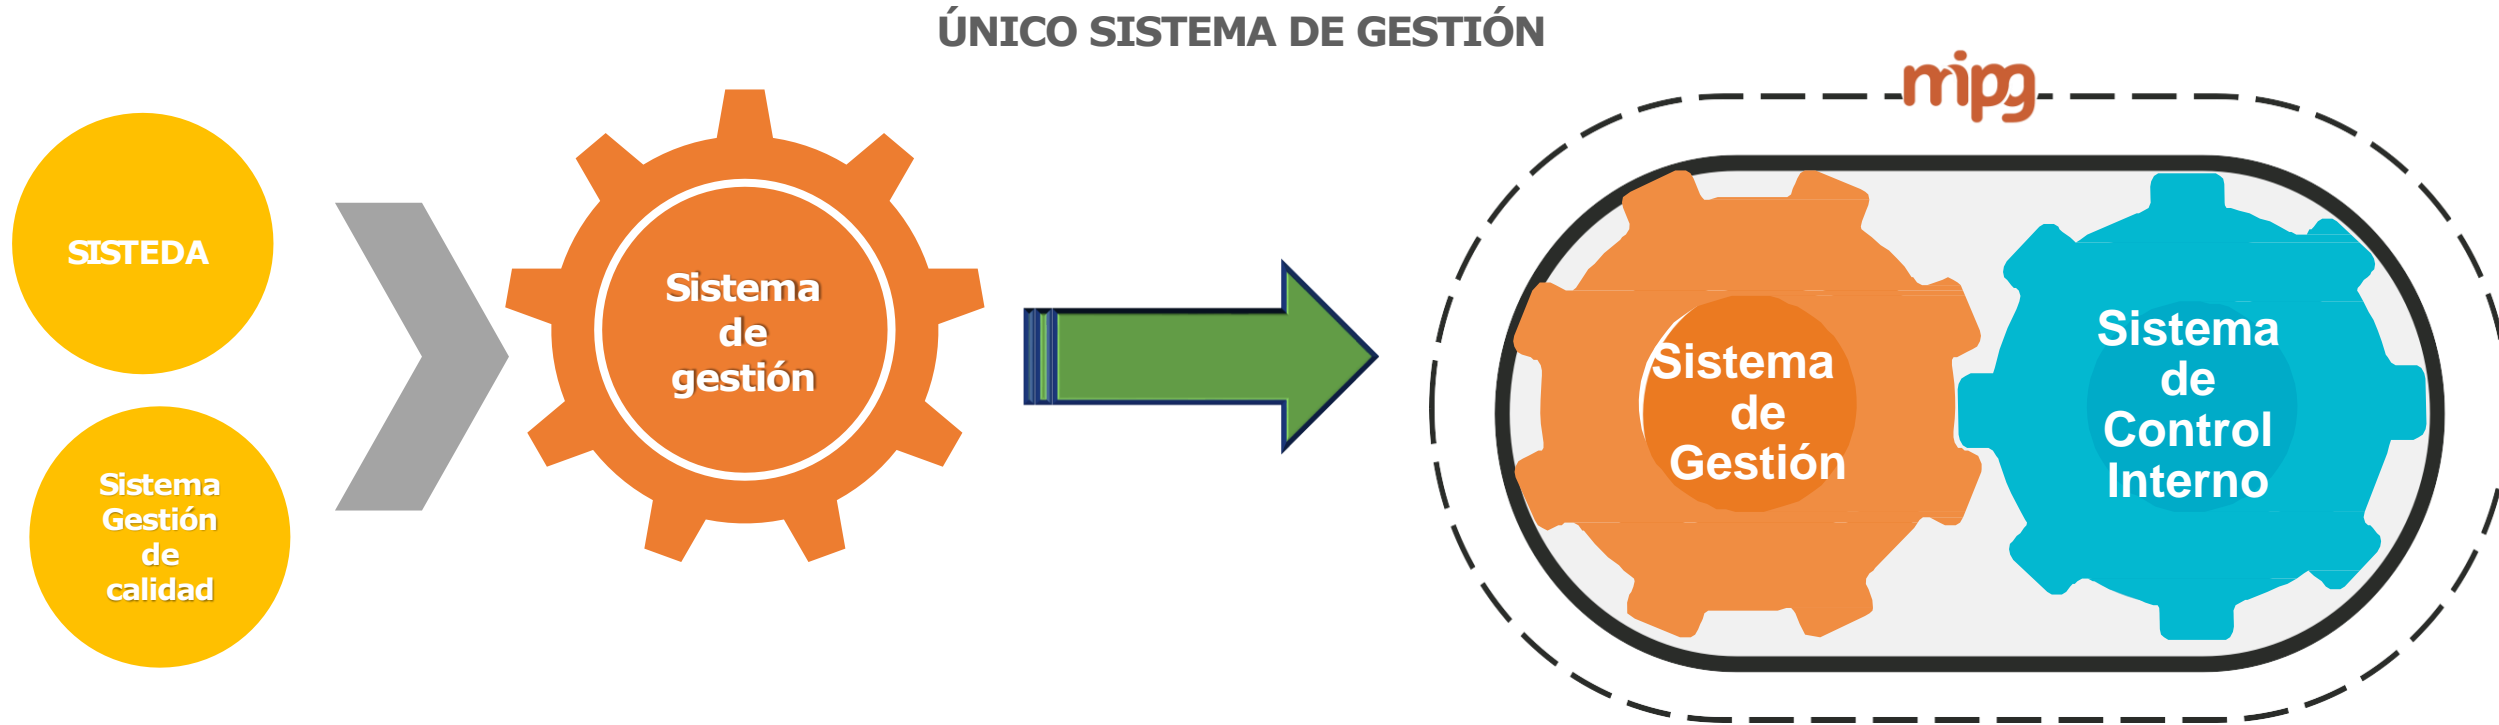 ÚNICO SISTEMA DE GESTIÓN
mipg
SISTEDA
Sistema
Gestión
de
calidad
Sistema
de
gestión
Sistema
de
Gestión
Sistema
de
Control
Interno